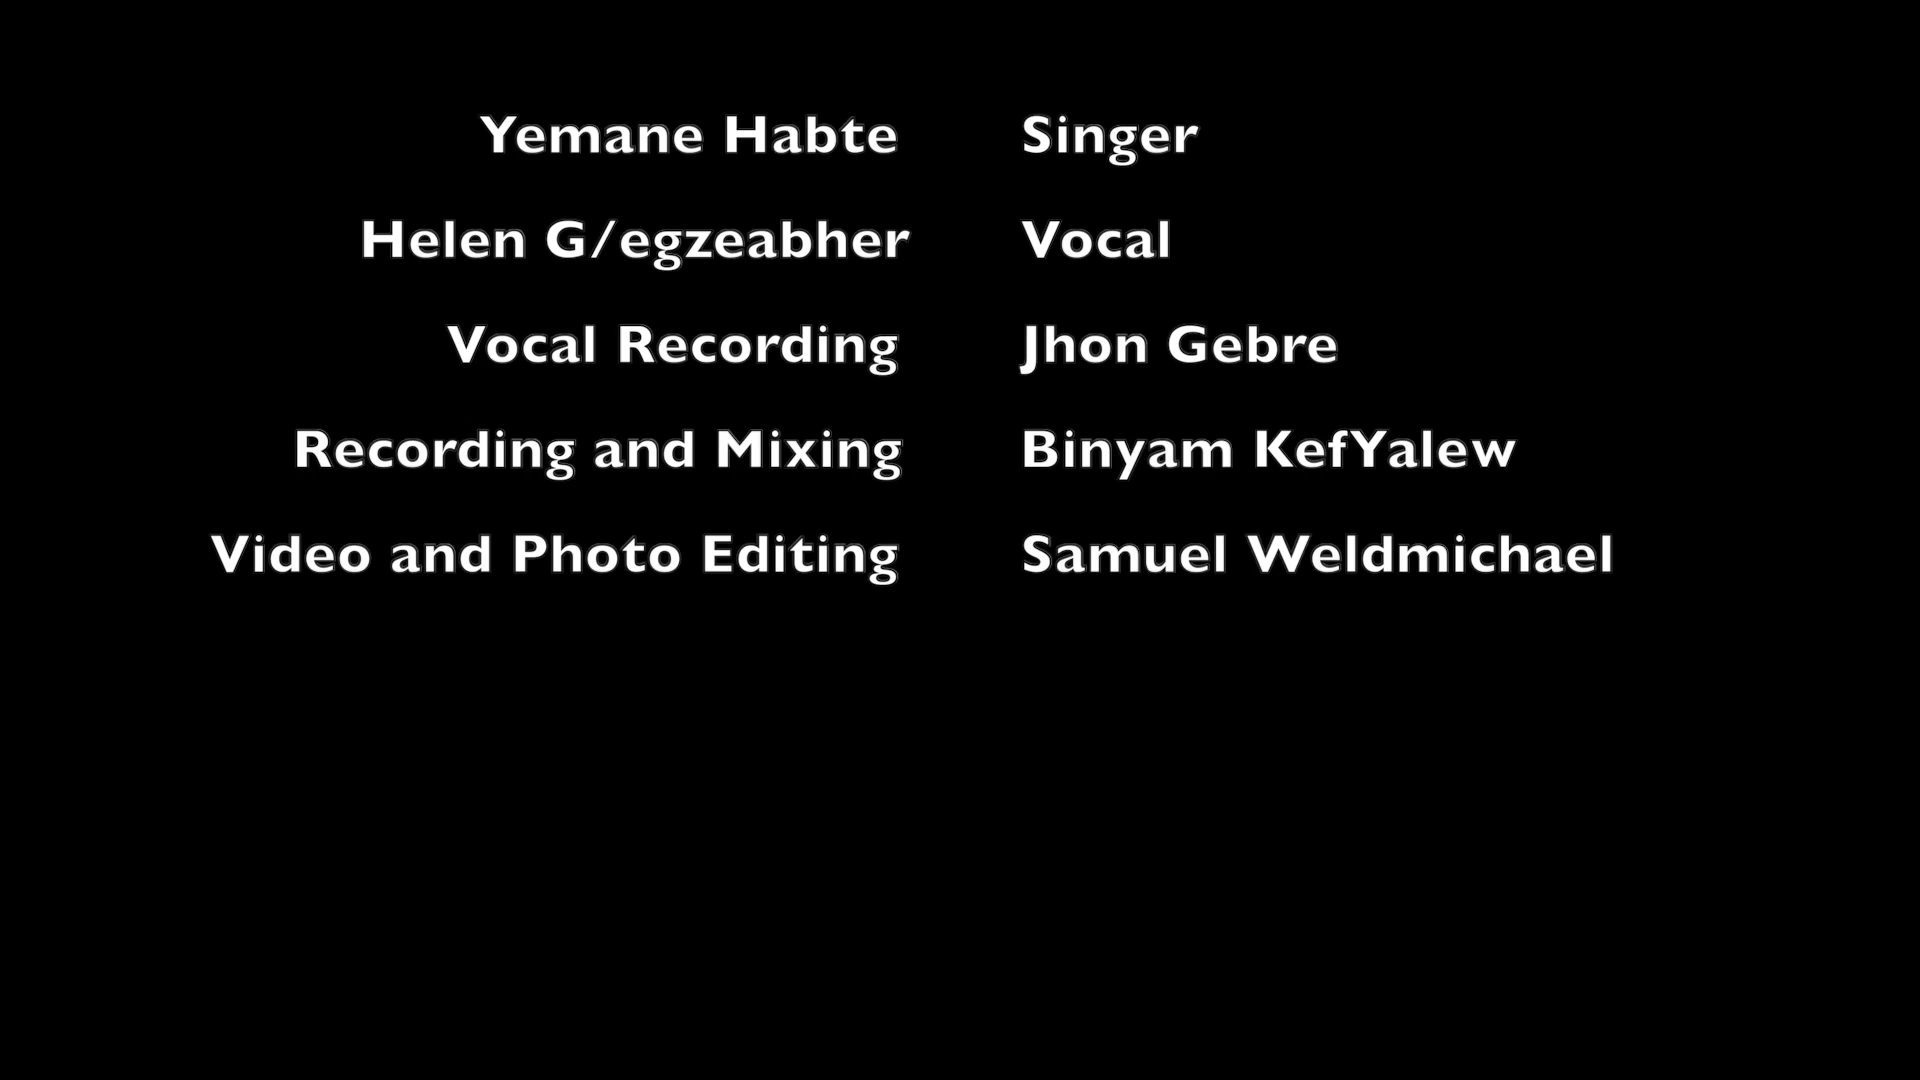 Yemane Habte Singer
Helen G/egzeabher Vocal
Vocal Recording Jhon Gebre
Recording and Mixing Binyam KefYalew
Video and Photo Editing Samuel Weldmichael